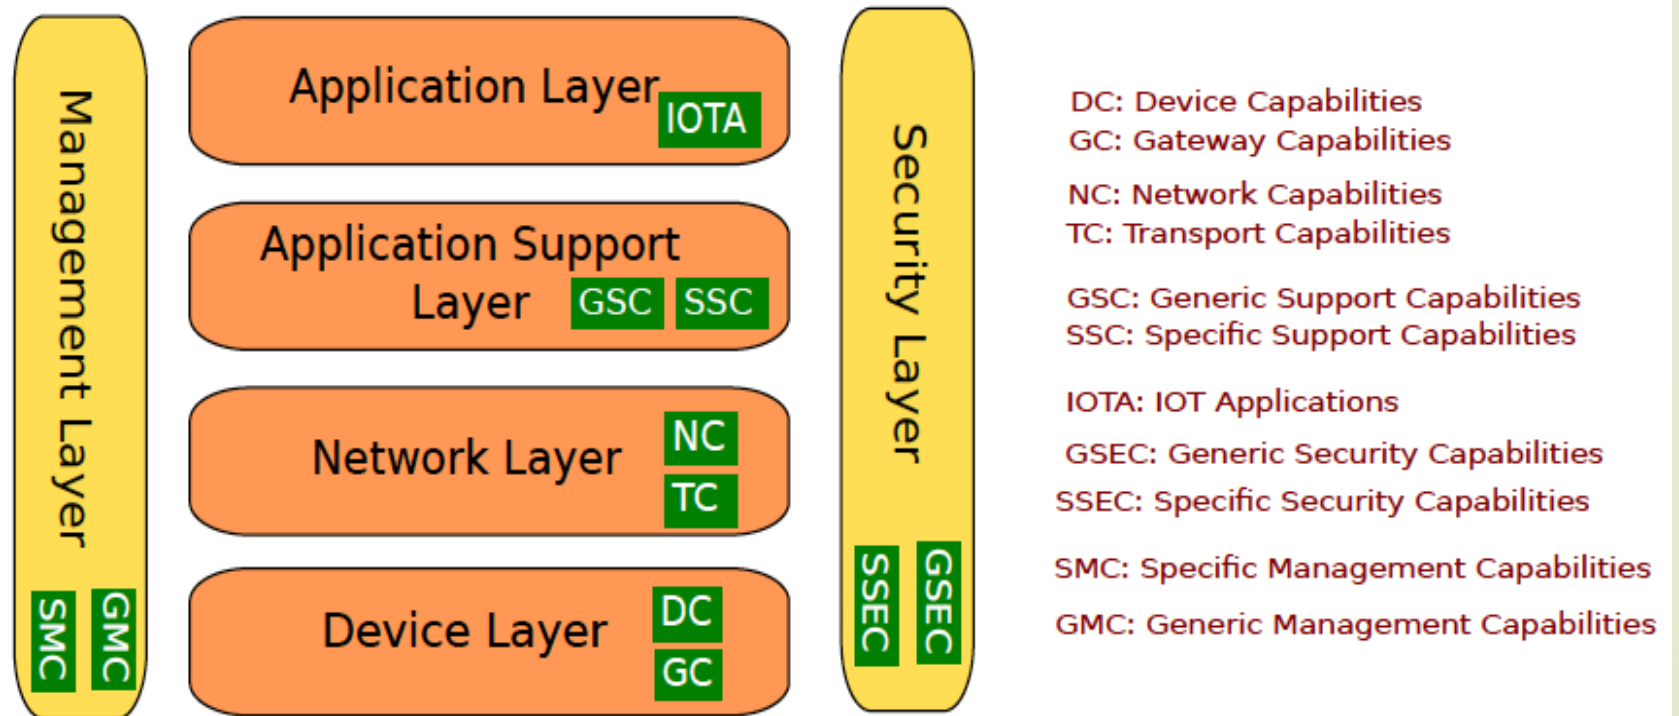 Management Layer
SMC
GMC
Application Layer
IOTA
Application Support
Layer
GSC
SSC
Network Layer
NC
TC
Device Layer
DC
GC
Security Layer
SSEC
GSEC
DC: Device Capabilities
GC: Gateway Capabilities
NC: Network Capabilities
TC: Transport Capabilities
GSC: Generic Support Capabilities
SSC: Specific Support Capabilities
IOTA: IOT Applications
GSEC: Generic Security Capabilities
SSEC: Specific Security Capabilities
SMC: Specific Management Capabilities
GMC: Generic Management Capabilities